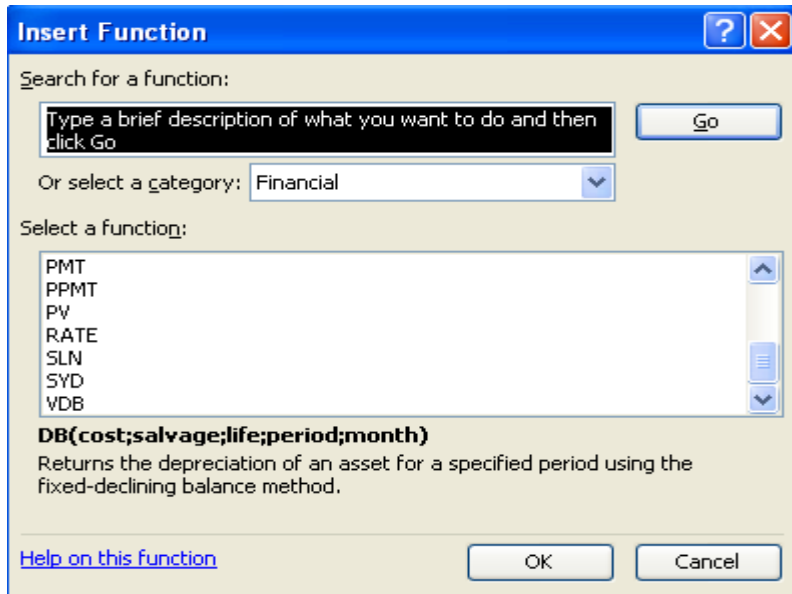 Insert Function
Search for a function:
Type a brief description of what you want to do and then
click Go
Go
Or select a category: Financial
Select a function:
PMT
PPMT
PV
RATE
SLN
SYD
VDB
DB(cost;salvage;life;period;month)
Returns the depreciation of an asset for a specified period using the
fixed-declining balance method.
Help on this function
OK
Cancel